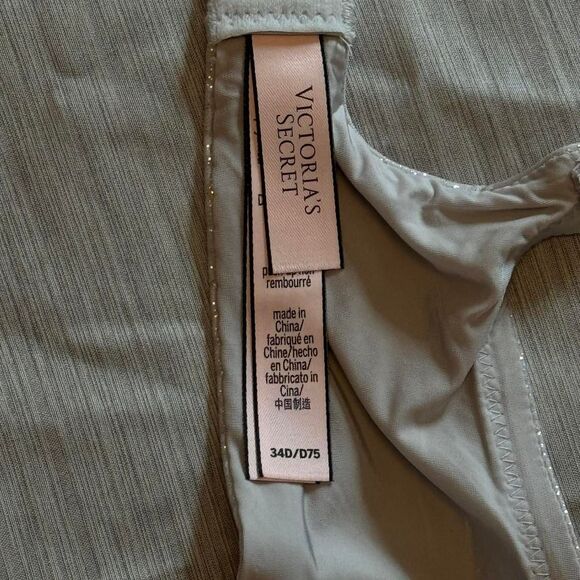 VICTORIA'S
SECRET
rembourré
made in
China/
fabriqué en
Chine/hecho
en China/
fabbricato in
Cina/
中国制造
34D/D75